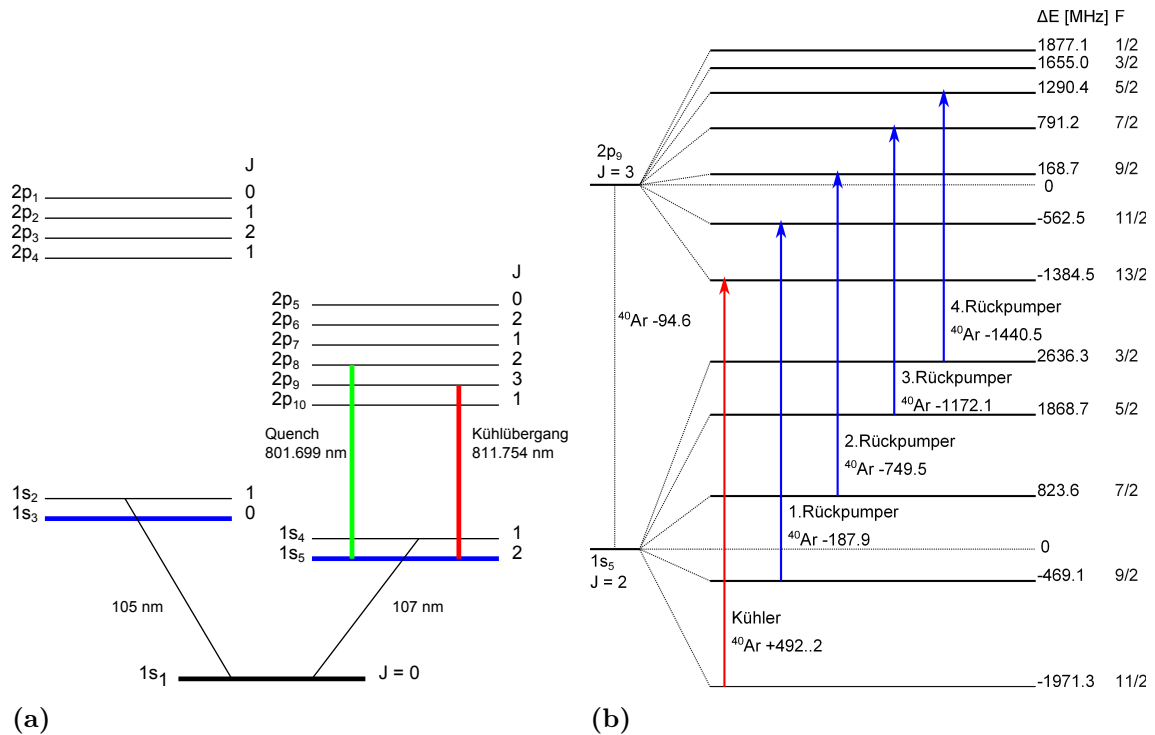 J
2p₁ 0
2p₂ 1
2p₃ 2
2p₄ 1
J
2p₅ 0
2p₆ 2
2p₇ 1
2p₈ 2
2p₉ 3
2p₁₀ 1
Quench
801.699 nm
Kühlübergang
811.754 nm
1s₂ 1
1s₃ 0
1s₄ 1
1s₅ 2
105 nm
107 nm
1s₁ J = 0
(a)
ΔE [MHz] F
1877.1 1/2
1655.0 3/2
1290.4 5/2
791.2 7/2
2p₉
J = 3
168.7 9/2
0
-562.5 11/2
-1384.5 13/2
⁴⁰Ar -94.6
4.Rückpumper
⁴⁰Ar -1440.5
2636.3 3/2
3.Rückpumper
⁴⁰Ar -1172.1
1868.7 5/2
2.Rückpumper
⁴⁰Ar -749.5
823.6 7/2
1.Rückpumper
⁴⁰Ar -187.9
0
1s₅
J = 2
-469.1 9/2
Kühler
⁴⁰Ar +492..2
-1971.3 11/2
(b)